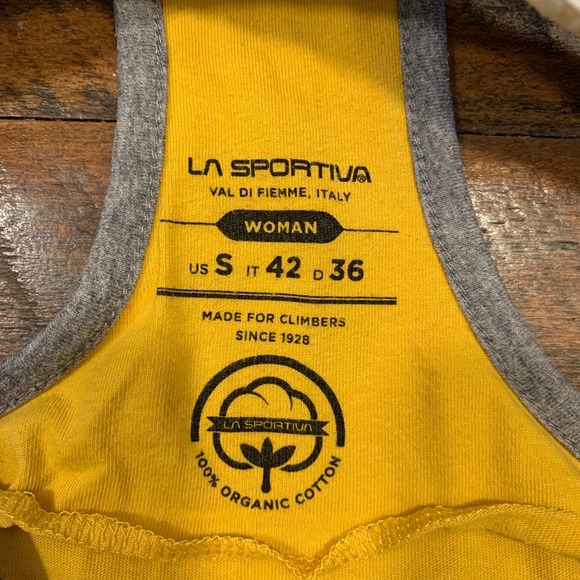 LA SPORTIVA®
VAL DI FIEMME, ITALY
WOMAN
US S IT 42 D 36
MADE FOR CLIMBERS
SINCE 1928
LA SPORTIVA
100% ORGANIC COTTON